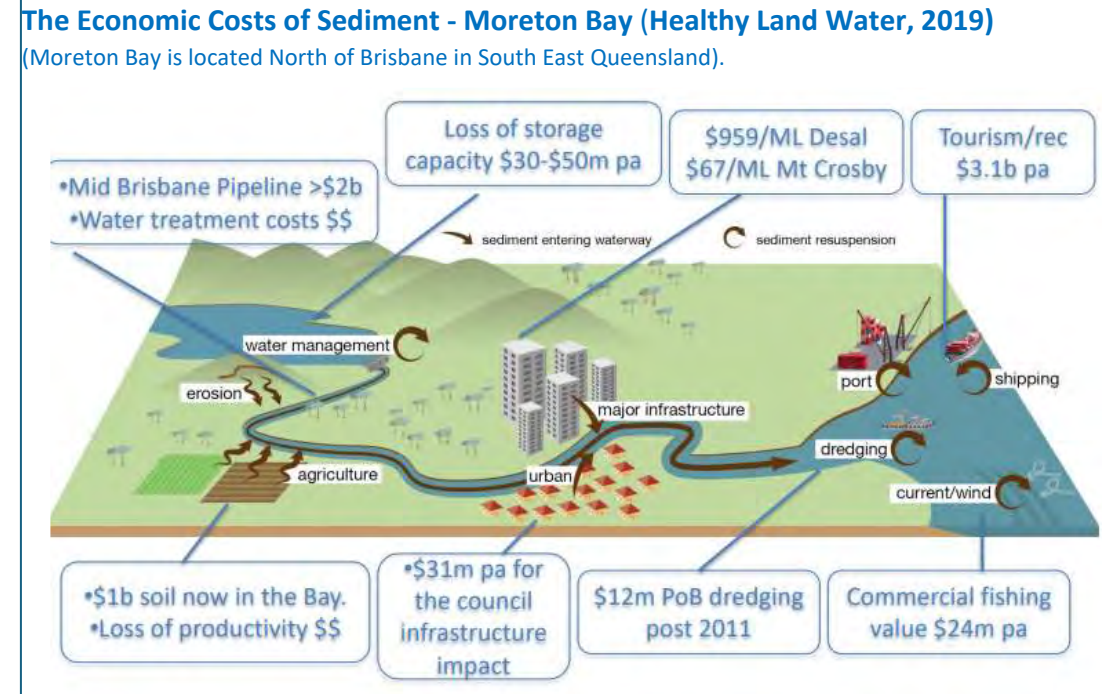 The Economic Costs of Sediment - Moreton Bay (Healthy Land Water, 2019)
(Moreton Bay is located North of Brisbane in South East Queensland).
Loss of storage
capacity $30-$50m pa
$959/ML Desal
$67/ML Mt Crosby
Tourism/rec
$3.1b pa
•Mid Brisbane Pipeline >$2b
•Water treatment costs $$
sediment entering waterway
sediment resuspension
water management
erosion
port
shipping
major infrastructure
dredging
agriculture
urban
current/wind
•$1b soil now in the Bay.
•Loss of productivity $$
•$31m pa for
the council
infrastructure
impact
$12m PoB dredging
post 2011
Commercial fishing
value $24m pa